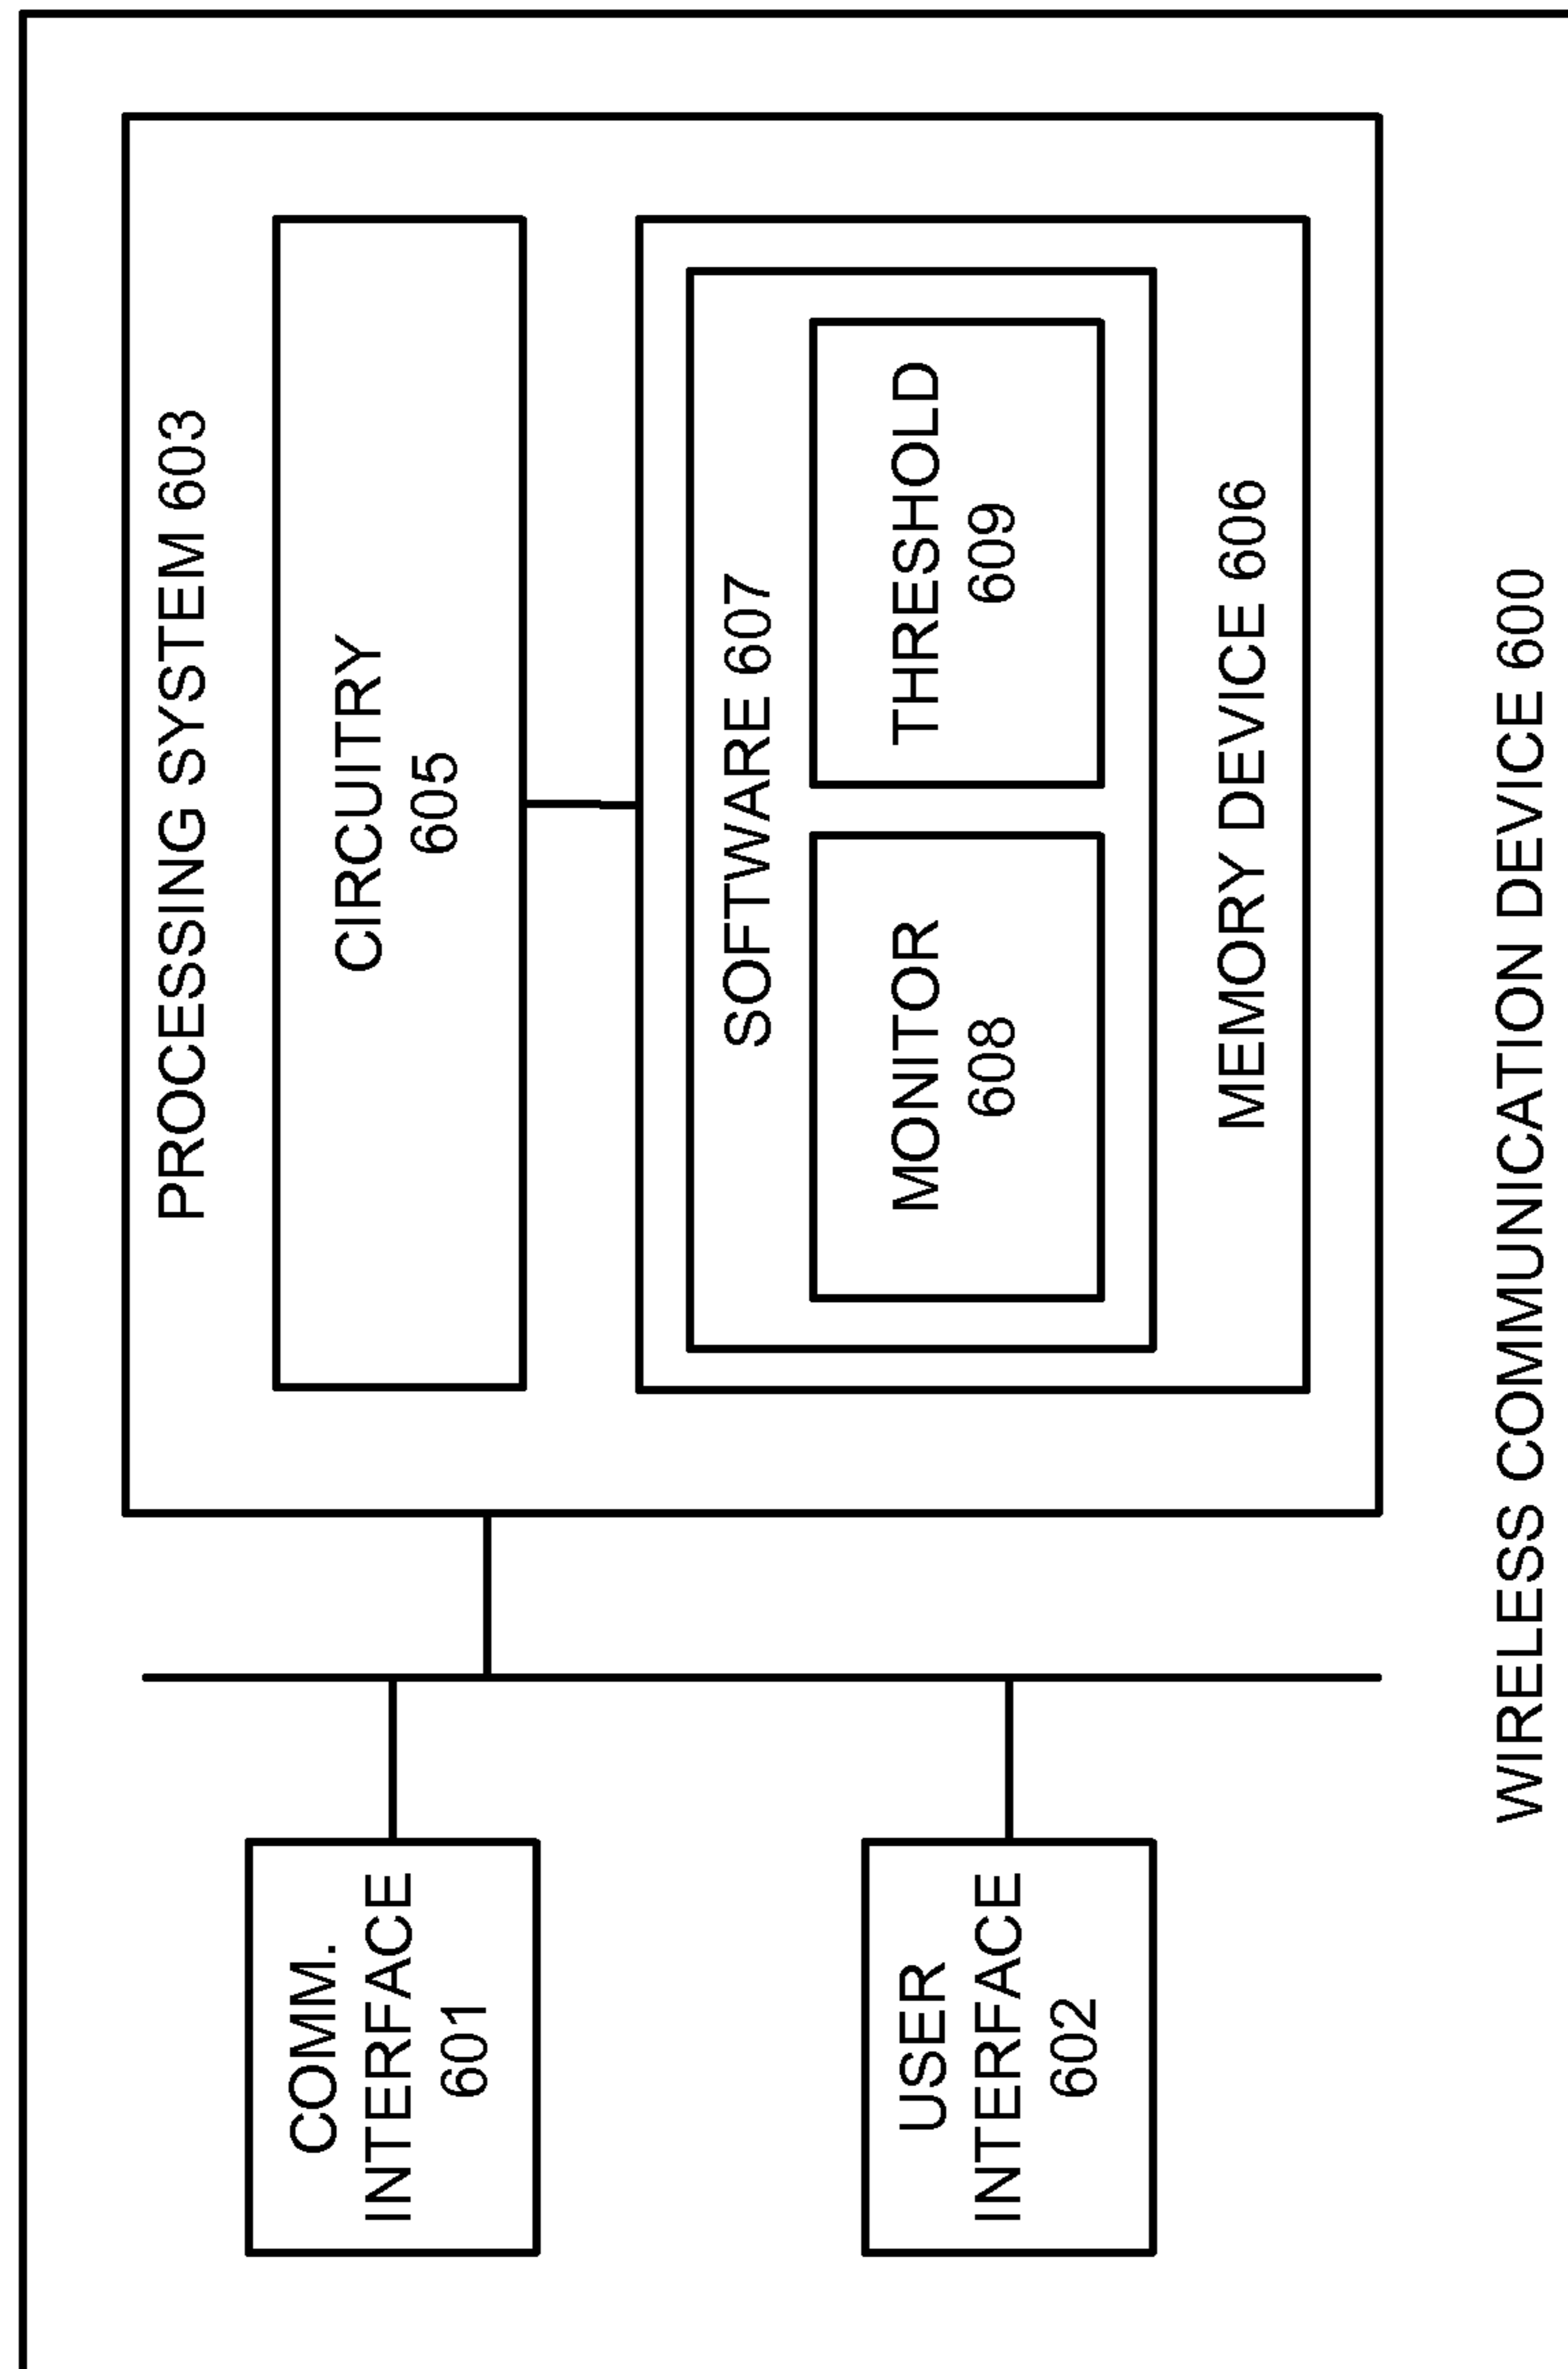 COMM.
INTERFACE
601
USER
INTERFACE
602
PROCESSING SYSTEM 603
CIRCUITRY
605
SOFTWARE 607
MONITOR
608
THRESHOLD
609
MEMORY DEVICE 606
WIRELESS COMMUNICATION DEVICE 600